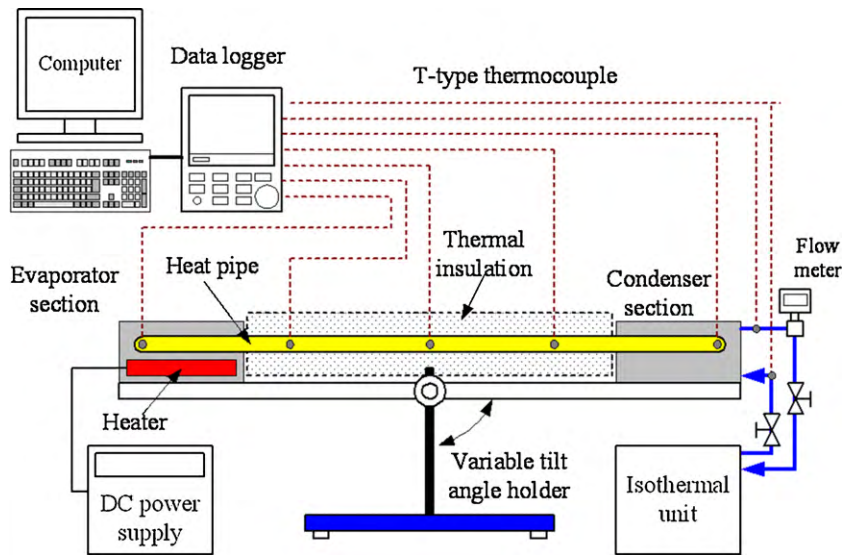 Computer
Data logger
T-type thermocouple
Evaporator
section
Heat pipe
Thermal
insulation
Condenser
section
Flow
meter
Heater
DC power
supply
Variable tilt
angle holder
Isothermal
unit